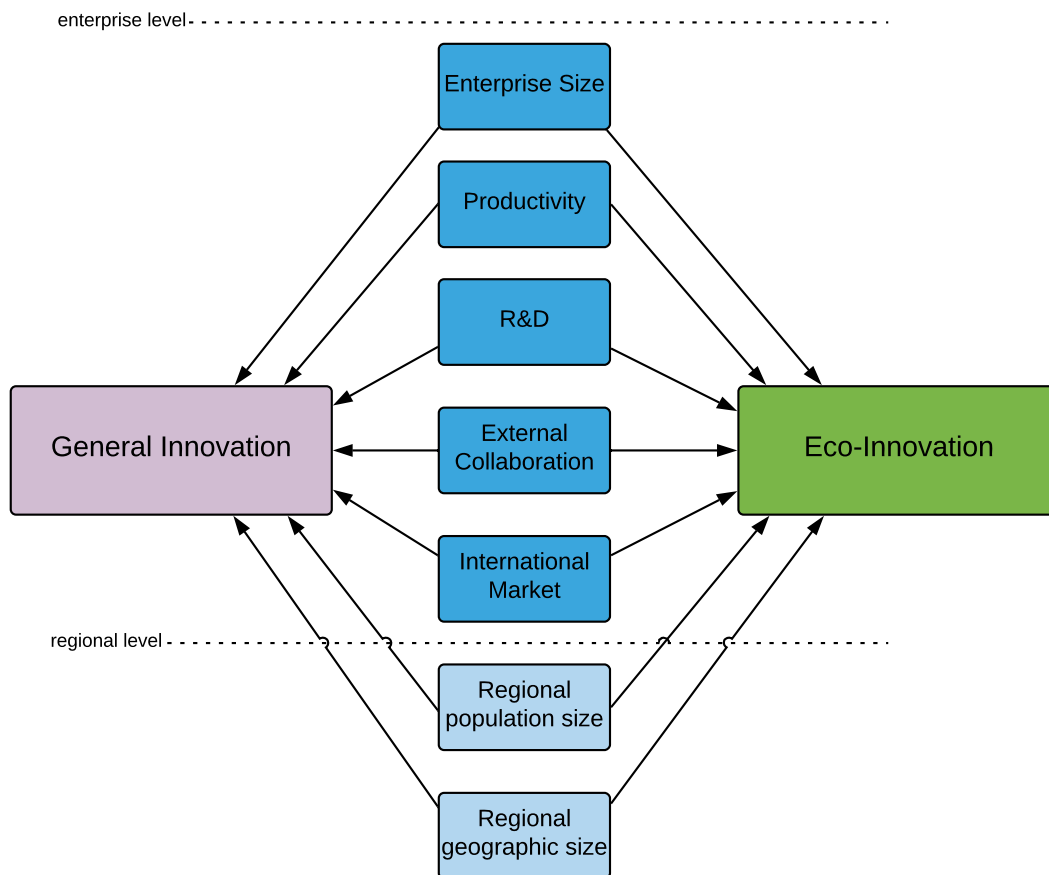 enterprise level
Enterprise Size
Productivity
R&D
General Innovation
External
Collaboration
Eco-Innovation
International
Market
regional level
Regional
population size
Regional
geographic size